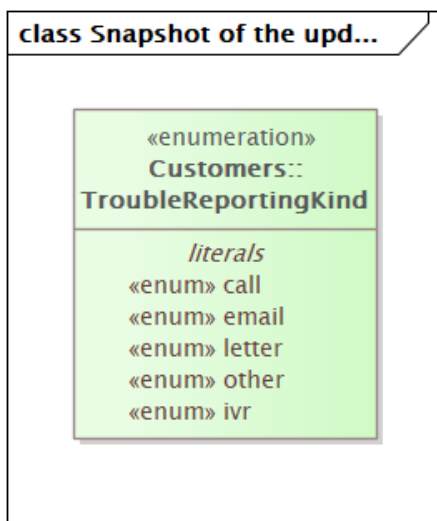 class Snapshot of the upd...
«enumeration»
Customers::
TroubleReportingKind
literals
«enum» call
«enum» email
«enum» letter
«enum» other
«enum» ivr